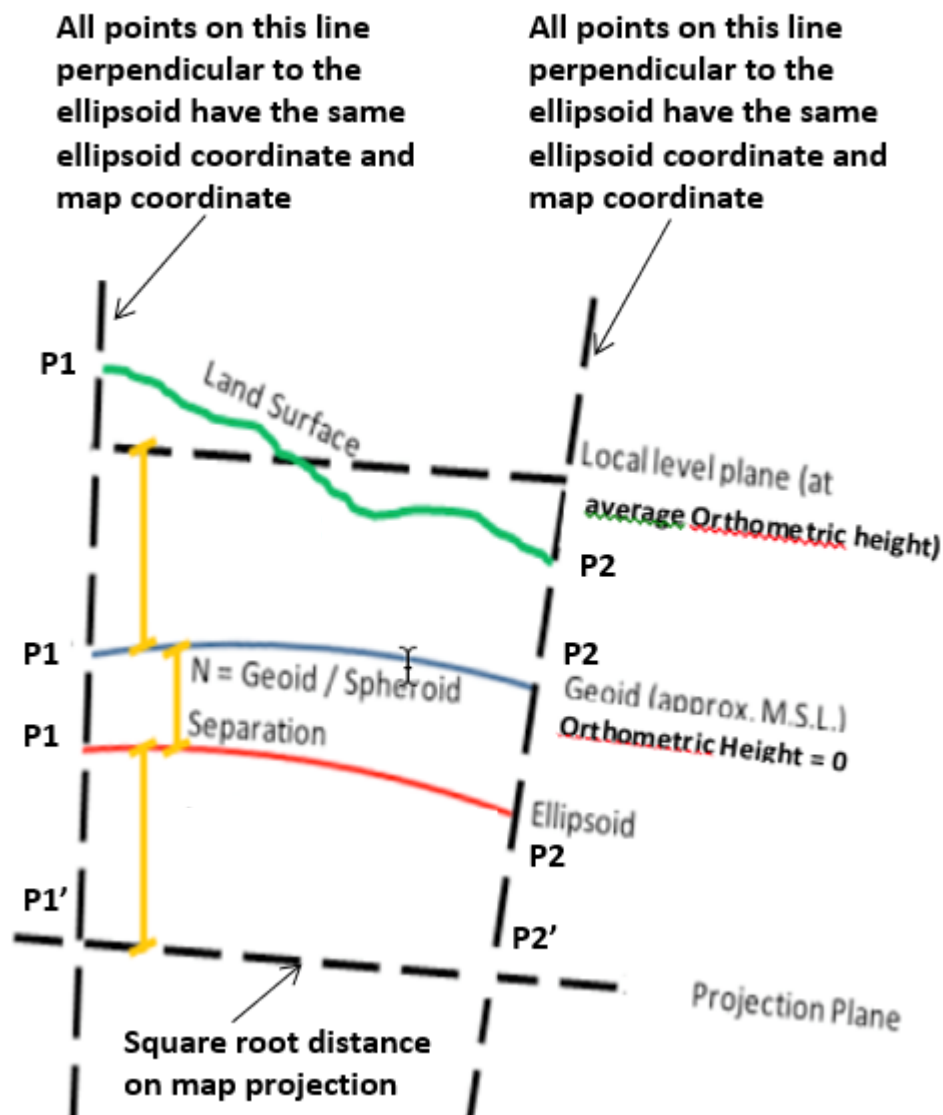 All points on this line
perpendicular to the
ellipsoid have the same
ellipsoid coordinate and
map coordinate
All points on this line
perpendicular to the
ellipsoid have the same
ellipsoid coordinate and
map coordinate
P1
Land Surface
Local level plane (at
average Orthometric height)
P2
P1
P2
N = Geoid / Spheroid
Separation
Geoid (approx. M.S.L.)
Orthometric Height = 0
P1
Ellipsoid
P2
P1’
P2’
Projection Plane
Square root distance
on map projection